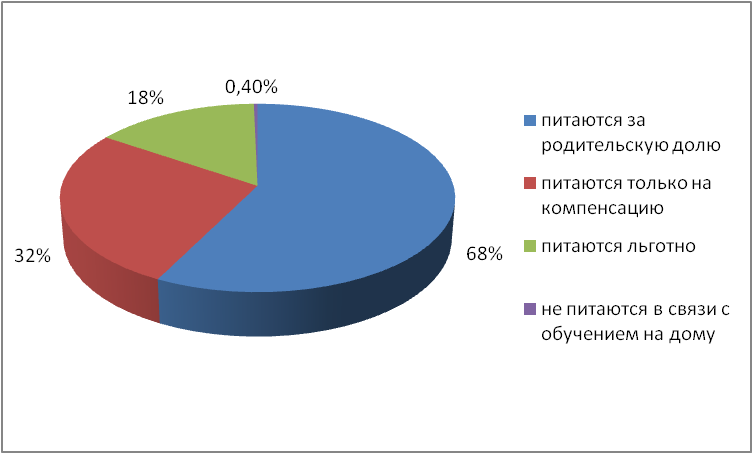 0,40%
18%
32%
68%
питаются за
родительскую долю
питаются только на
компенсацию
питаются льготно
не питаются в связи с
обучением на дому